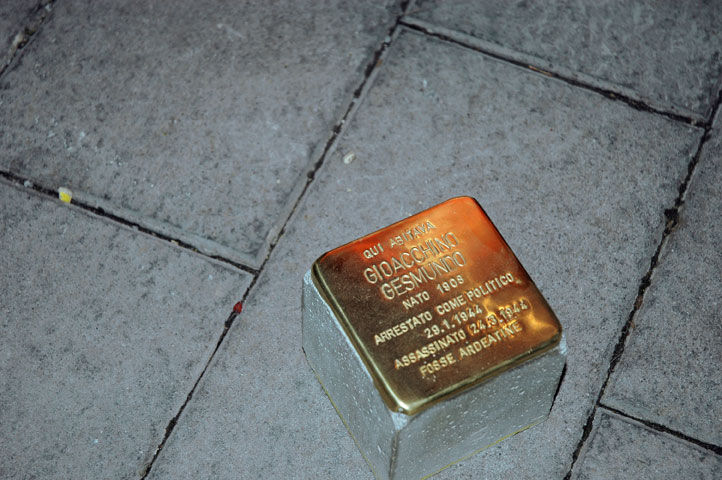 QUI ABITAVA
GIOACCHINO
GESMUNDO
NATO 1908
ARRESTATO COME POLITICO
29.1.1944
ASSASSINATO 24.3.1944
FOSSE ARDEATINE